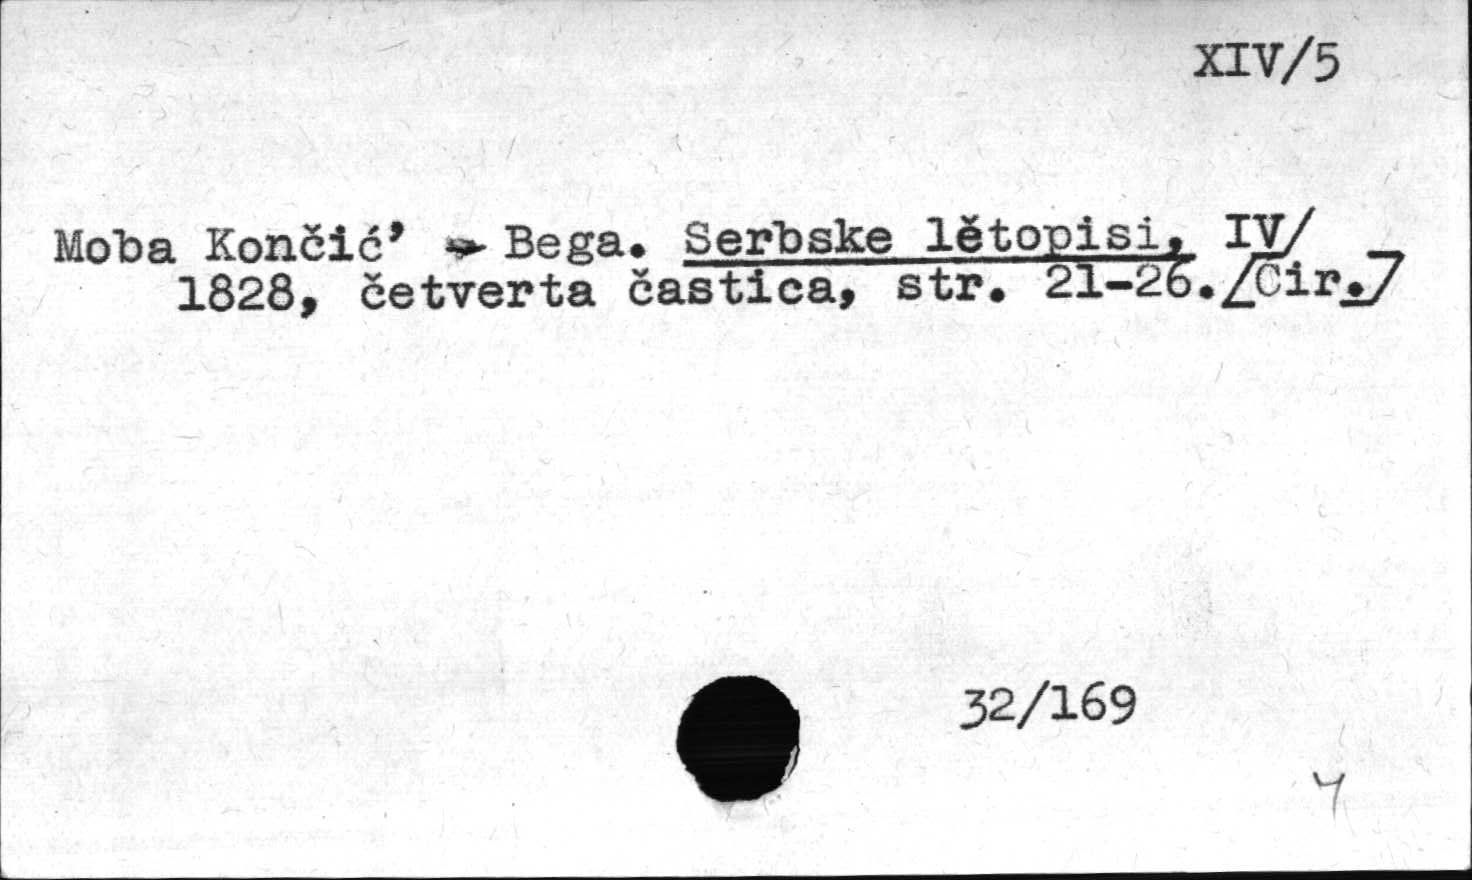 XIV/5
Moba Končić' - Bega. Serbske lětopisi, IV/
1828, četverta častica, str. 21-26. /Cir./
32/169
4